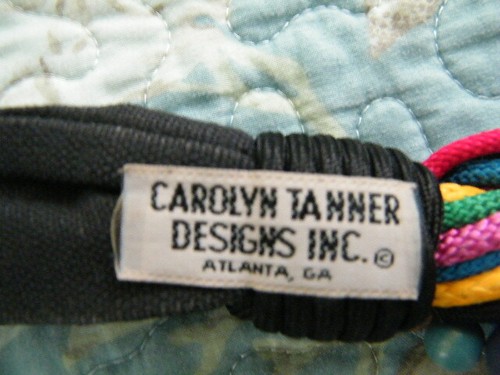 CAROLYN TANNER
DESIGNS INC.©
ATLANTA, GA